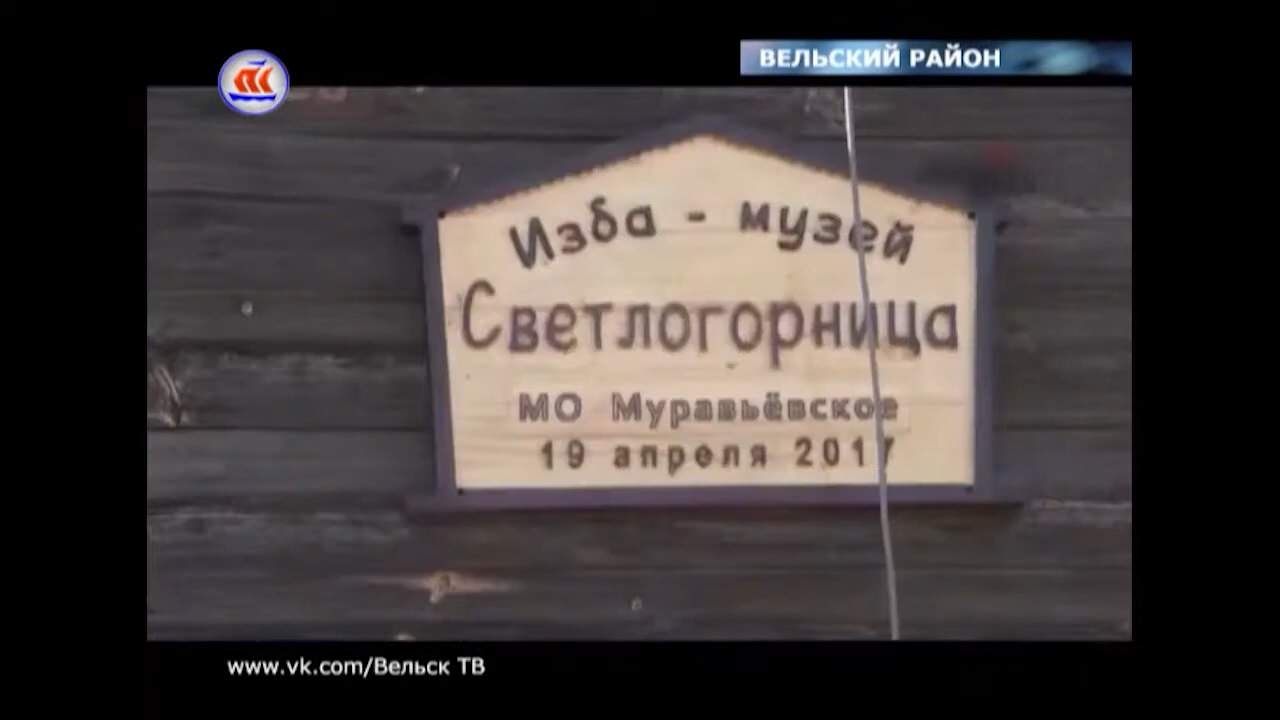 ВЕЛЬСКИЙ РАЙОН
Изба - музей
Светлогорница
МО Муравьёвское
19 апреля 2017
www.vk.com/Вельск ТВ